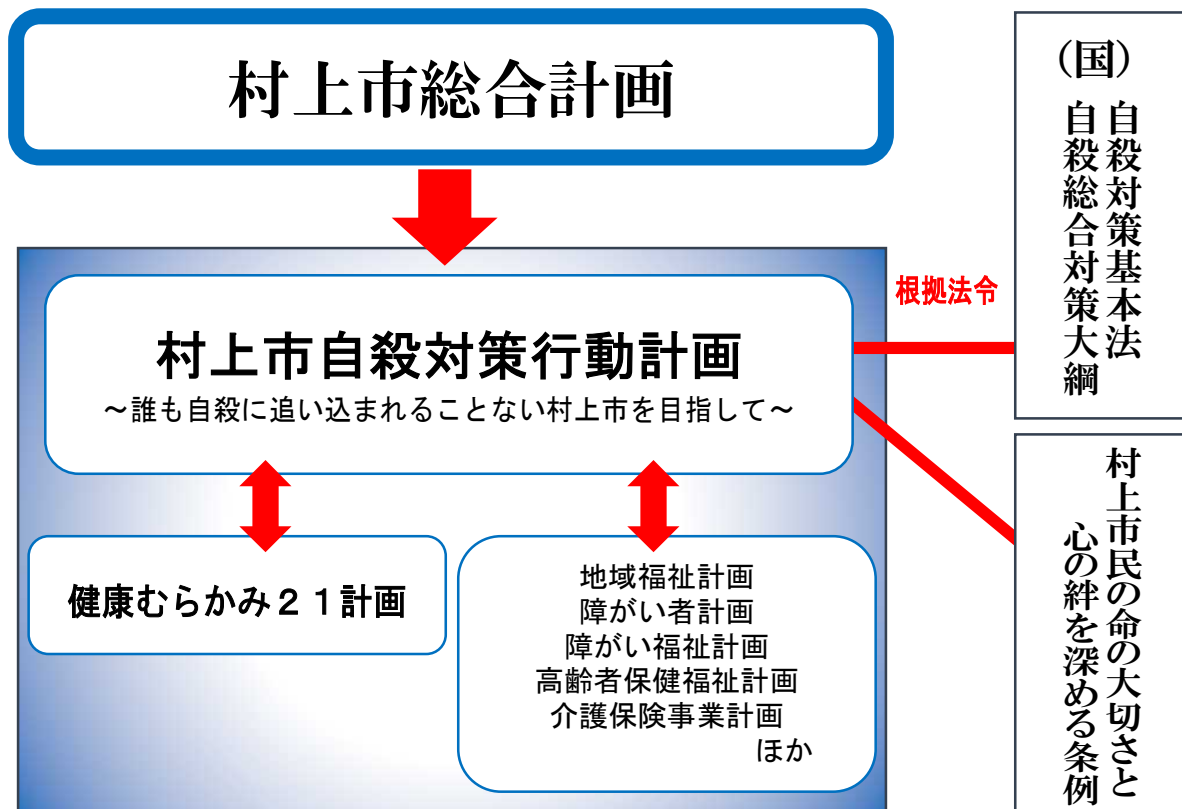 村上市総合計画
(国)
自殺対策基本法
自殺総合対策大綱
根拠法令
村上市自殺対策行動計画
～誰も自殺に追い込まれることない村上市を目指して～
村上市民の命の大切さと
心の絆を深める条例
健康むらかみ２１計画
地域福祉計画
障がい者計画
障がい福祉計画
高齢者保健福祉計画
介護保険事業計画
ほか